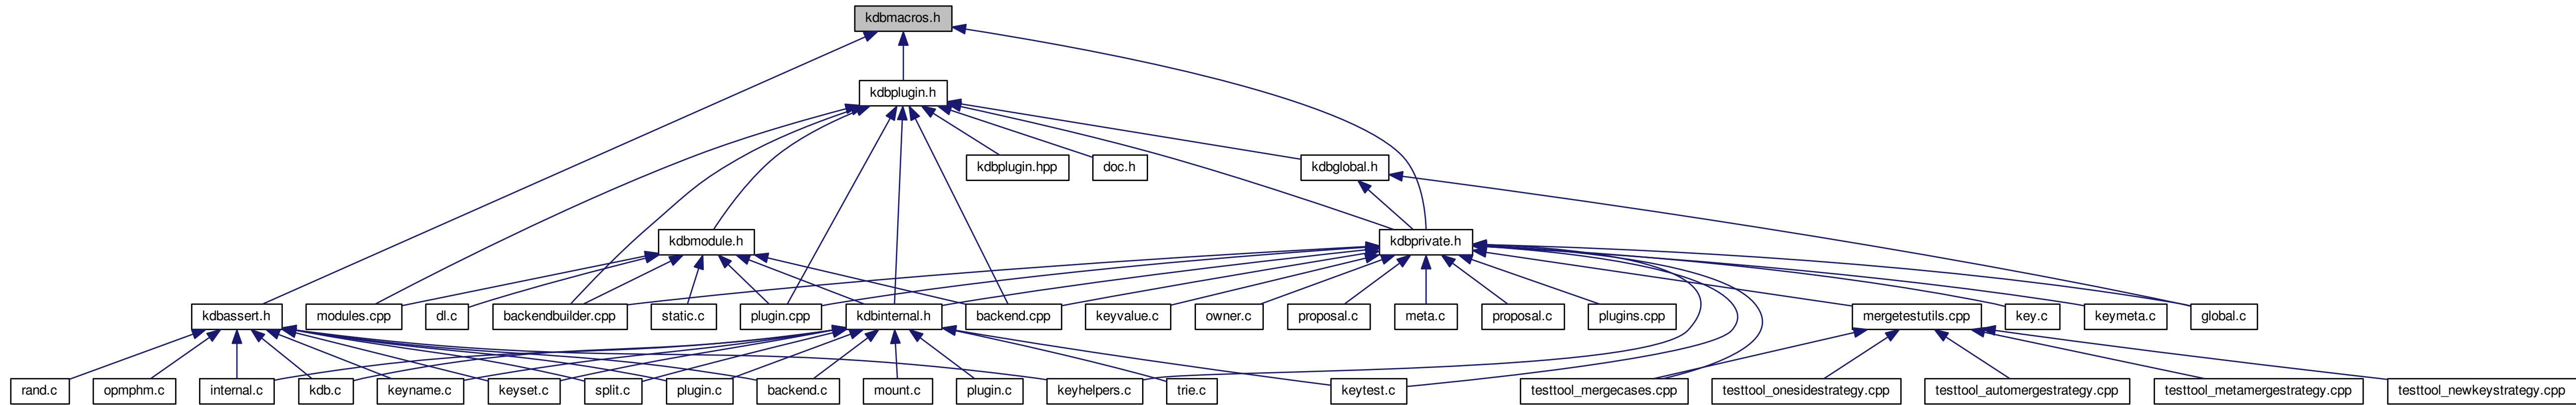 kdbmacros.h
kdbplugin.h
kdbplugin.hpp
doc.h
kdbglobal.h
kdbmodule.h
kdbprivate.h
kdbassert.h
modules.cpp
dl.c
backendbuilder.cpp
static.c
plugin.cpp
kdbinternal.h
backend.cpp
keyvalue.c
owner.c
proposal.c
meta.c
proposal.c
plugins.cpp
mergetestutils.cpp
key.c
keymeta.c
global.c
rand.c
opmphm.c
internal.c
kdb.c
keyname.c
keyset.c
split.c
plugin.c
backend.c
mount.c
plugin.c
keyhelpers.c
trie.c
keytest.c
testtool_mergecases.cpp
testtool_onesidestrategy.cpp
testtool_automergestrategy.cpp
testtool_metamergestrategy.cpp
testtool_newkeystrategy.cpp